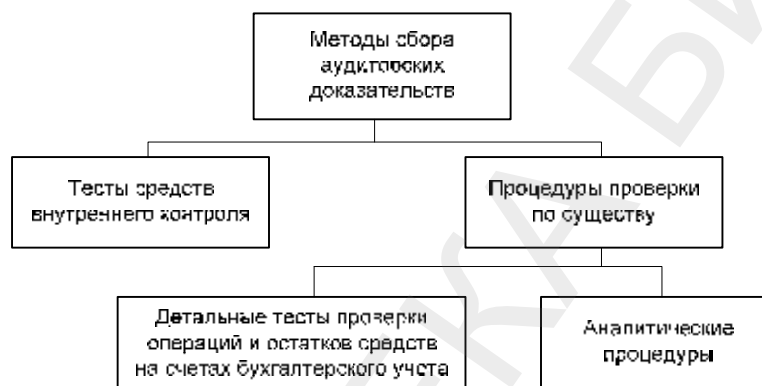 Методы сбора
аудиторских
доказательств
Тесты средств
внутреннего контроля
Процедуры проверки
по существу
Детальные тесты проверки
операций и остатков средств
на счетах бухгалтерского учета
Аналитические
процедуры